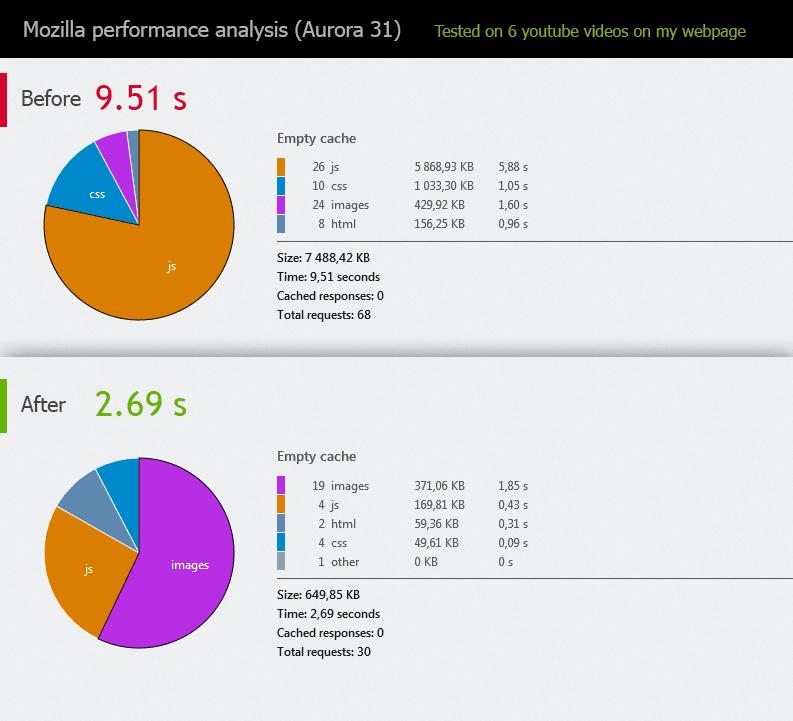 Mozilla performance analysis (Aurora 31) Tested on 6 youtube videos on my webpage
Before 9.51 s
css
js
Empty cache
26 js 5 868,93 KB 5,88 s
10 css 1 033,30 KB 1,05 s
24 images 429,92 KB 1,60 s
8 html 156,25 KB 0,96 s
Size: 7 488,42 KB
Time: 9,51 seconds
Cached responses: 0
Total requests: 68
After 2.69 s
images
js
Empty cache
19 images 371,06 KB 1,85 s
4 js 169,81 KB 0,43 s
2 html 59,36 KB 0,31 s
4 css 49,61 KB 0,09 s
1 other 0 KB 0 s
Size: 649,85 KB
Time: 2,69 seconds
Cached responses: 0
Total requests: 30